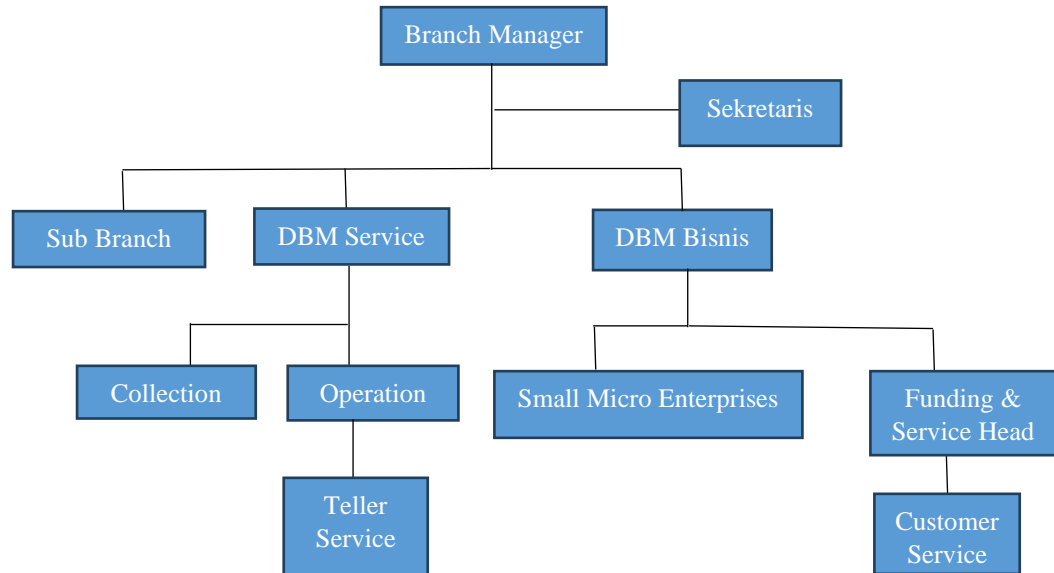 Branch Manager
Sekretaris
Sub Branch
DBM Service
DBM Bisnis
Collection
Operation
Small Micro Enterprises
Funding &
Service Head
Teller
Service
Customer
Service